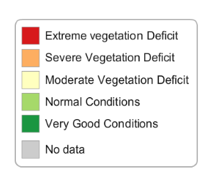 Extreme vegetation Deficit
Severe Vegetation Deficit
Moderate Vegetation Deficit
Normal Conditions
Very Good Conditions
No data